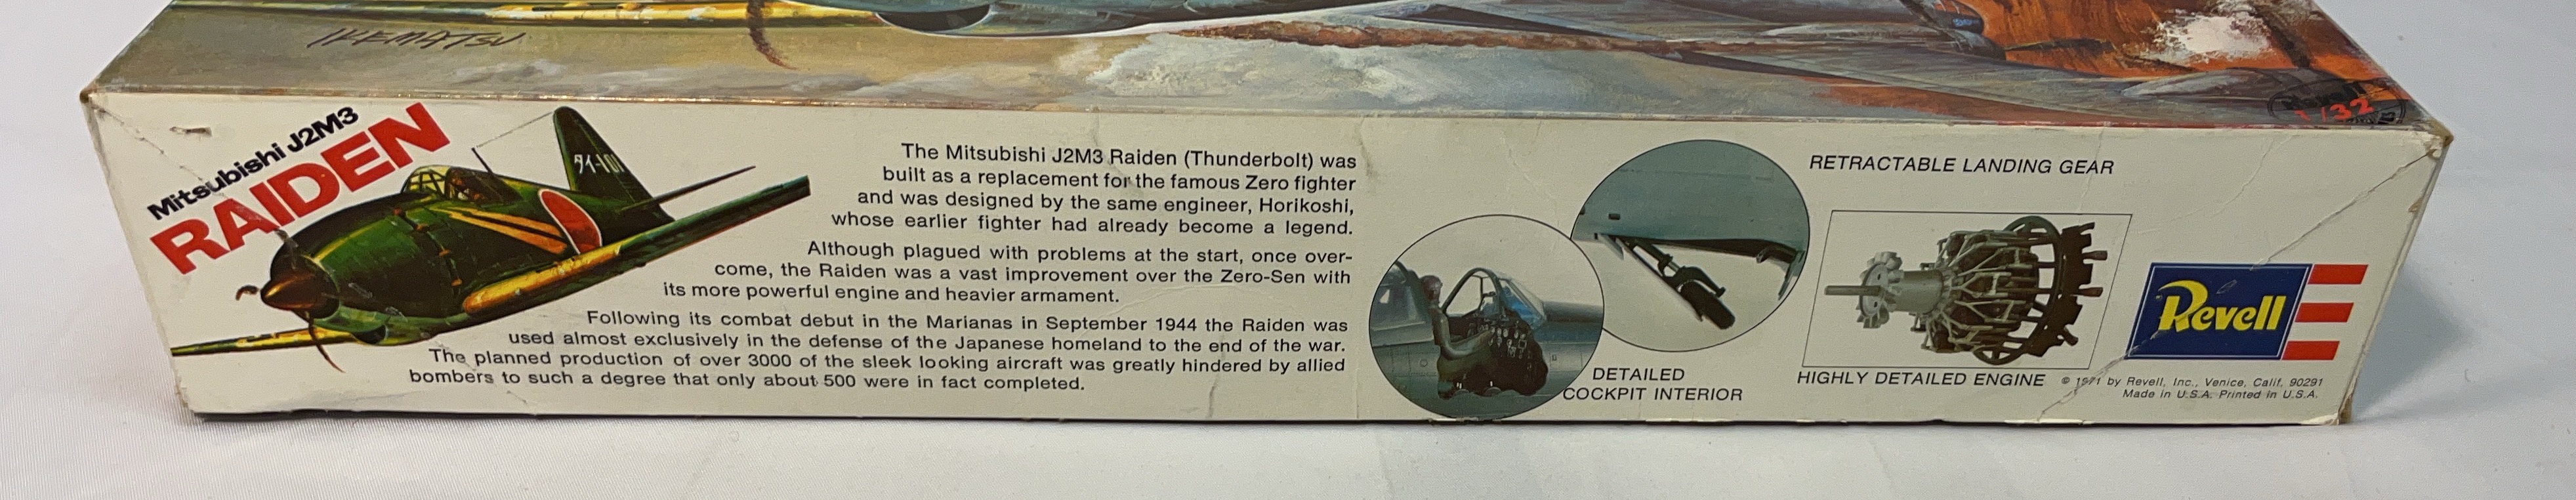 IKEMATSU
1/32
Mitsubishi J2M3
RAIDEN
タイ-101
The Mitsubishi J2M3 Raiden (Thunderbolt) was
built as a replacement for the famous Zero fighter
and was designed by the same engineer, Horikoshi,
whose earlier fighter had already become a legend.
Although plagued with problems at the start, once over-
come, the Raiden was a vast improvement over the Zero-Sen with
its more powerful engine and heavier armament.
Following its combat debut in the Marianas in September 1944 the Raiden was
used almost exclusively in the defense of the Japanese homeland to the end of the war.
The planned production of over 3000 of the sleek looking aircraft was greatly hindered by allied
bombers to such a degree that only about 500 were in fact completed.
DETAILED
COCKPIT INTERIOR
RETRACTABLE LANDING GEAR
HIGHLY DETAILED ENGINE
Revell
© 1971 by Revell, Inc., Venice, Calif. 90291
Made in U.S.A. Printed in U.S.A.